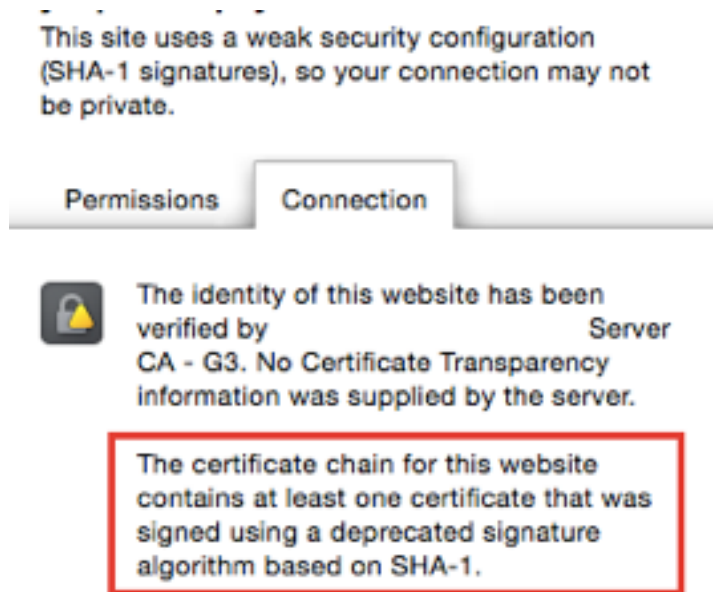 This site uses a weak security configuration
(SHA-1 signatures), so your connection may not
be private.
Permissions Connection
The identity of this website has been
verified by Server
CA - G3. No Certificate Transparency
information was supplied by the server.
The certificate chain for this website
contains at least one certificate that was
signed using a deprecated signature
algorithm based on SHA-1.